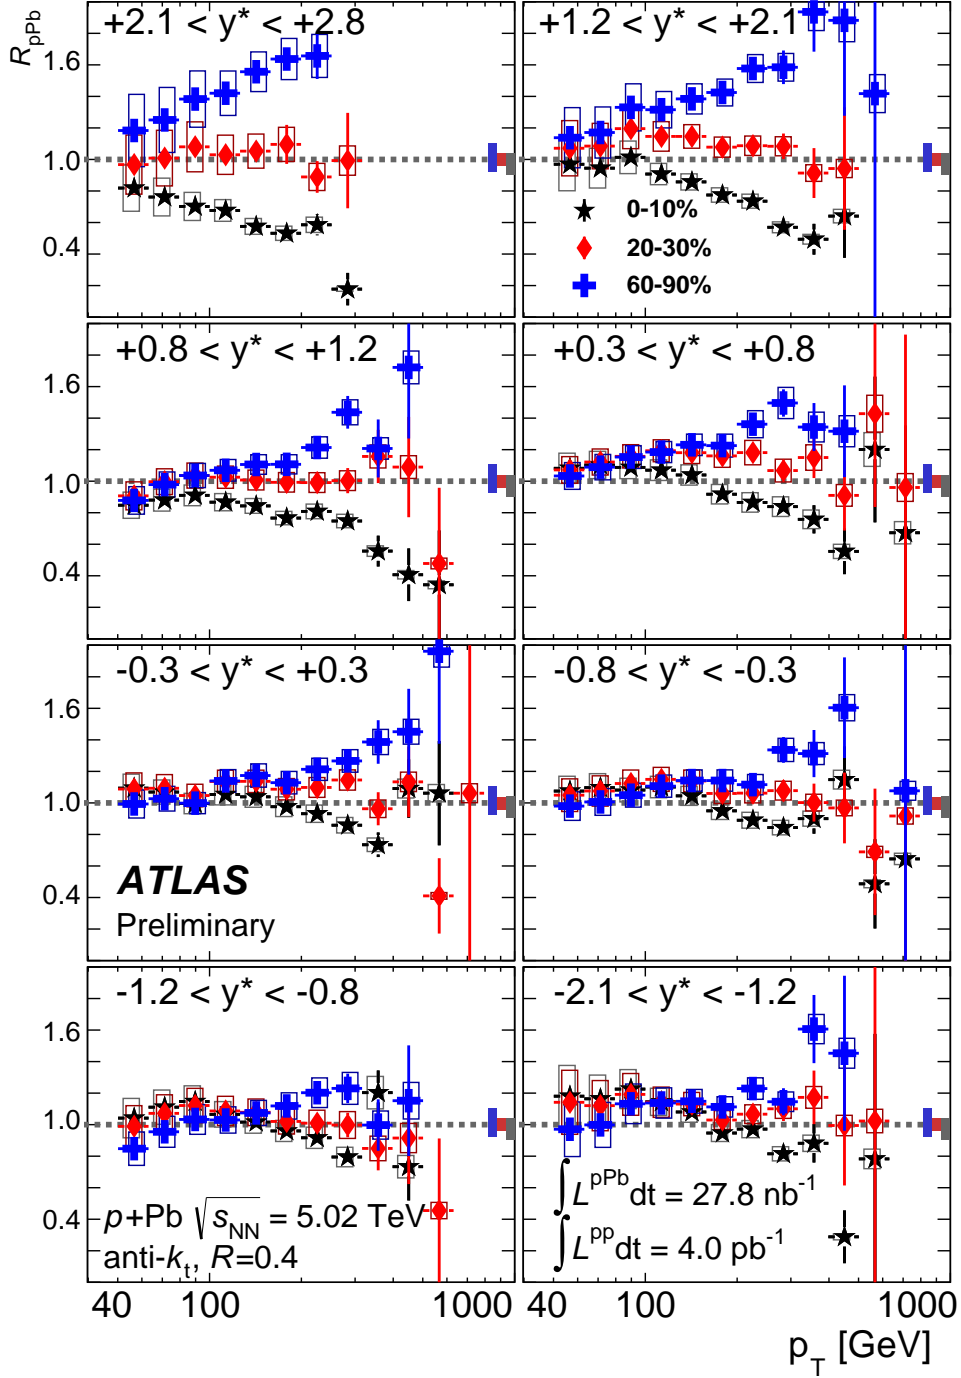 R_pPb
+2.1 < y* < +2.8
+1.2 < y* < +2.1
1.6
1.0
0.4
0-10%
20-30%
60-90%
+0.8 < y* < +1.2
+0.3 < y* < +0.8
1.6
1.0
0.4
-0.3 < y* < +0.3
-0.8 < y* < -0.3
1.6
1.0
0.4
ATLAS
Preliminary
-1.2 < y* < -0.8
-2.1 < y* < -1.2
1.6
1.0
0.4
p+Pb √s_NN = 5.02 TeV
anti-k_t, R=0.4
∫ L^pPb dt = 27.8 nb^-1
∫ L^pp dt = 4.0 pb^-1
40 100 1000
40 100 1000
p_T [GeV]